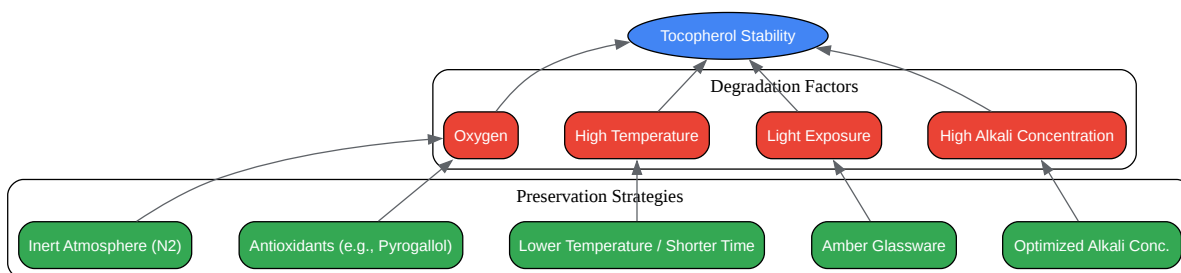 Tocopherol Stability
Degradation Factors
Oxygen
High Temperature
Light Exposure
High Alkali Concentration
Preservation Strategies
Inert Atmosphere (N2)
Antioxidants (e.g., Pyrogallol)
Lower Temperature / Shorter Time
Amber Glassware
Optimized Alkali Conc.